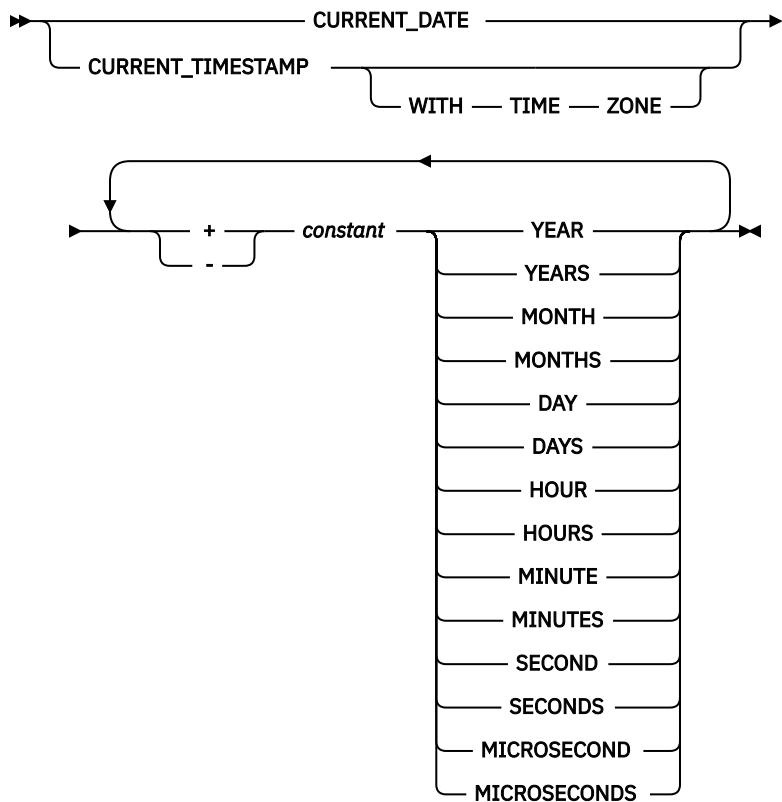 CURRENT_DATE
CURRENT_TIMESTAMP
WITH TIME ZONE
+ constant YEAR
- YEARS
MONTH
MONTHS
DAY
DAYS
HOUR
HOURS
MINUTE
MINUTES
SECOND
SECONDS
MICROSECOND
MICROSECONDS